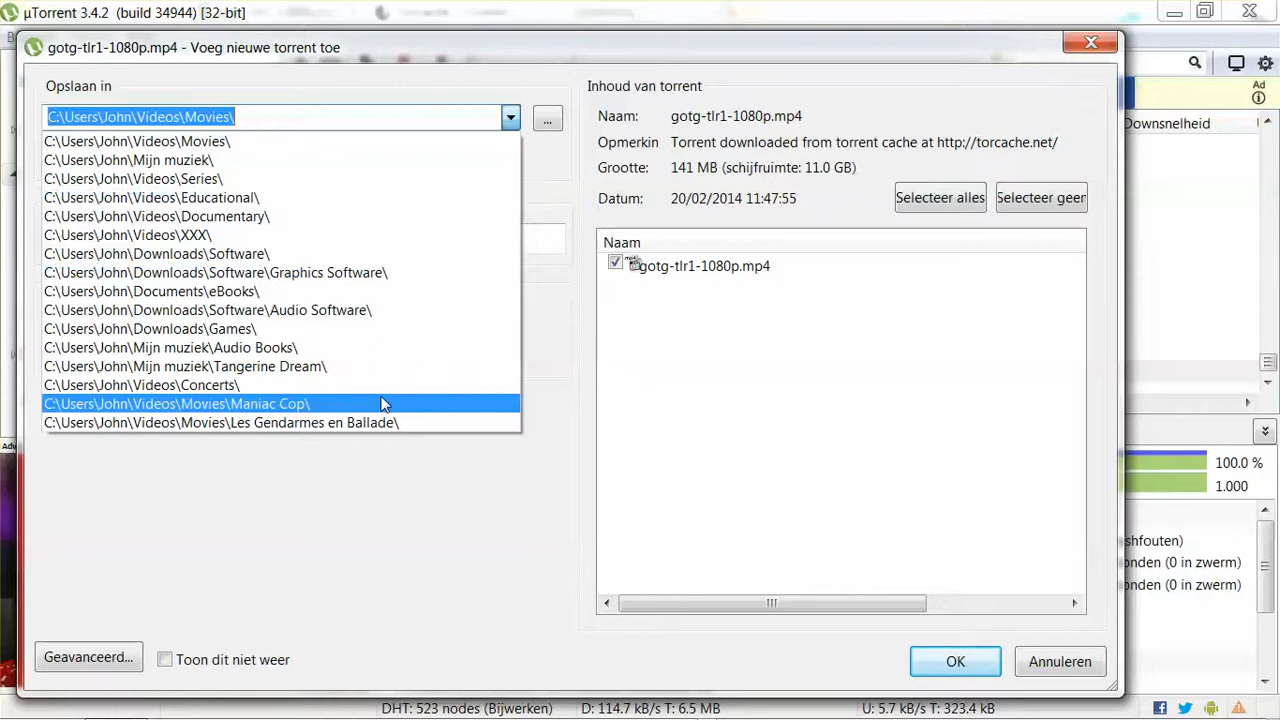 µTorrent 3.4.2 (build 34944) [32-bit]
gotg-tlr1-1080p.mp4 - Voeg nieuwe torrent toe
Opslaan in
C:\Users\John\Videos\Movies\
...
C:\Users\John\Videos\Movies\
C:\Users\John\Mijn muziek\
C:\Users\John\Videos\Series\
C:\Users\John\Videos\Educational\
C:\Users\John\Videos\Documentary\
C:\Users\John\Videos\XXX\
C:\Users\John\Downloads\Software\
C:\Users\John\Downloads\Software\Graphics Software\
C:\Users\John\Documents\eBooks\
C:\Users\John\Downloads\Software\Audio Software\
C:\Users\John\Downloads\Games\
C:\Users\John\Mijn muziek\Audio Books\
C:\Users\John\Mijn muziek\Tangerine Dream\
C:\Users\John\Videos\Concerts\
C:\Users\John\Videos\Movies\Maniac Cop\
C:\Users\John\Videos\Movies\Les Gendarmes en Ballade\
Geavanceerd...
Toon dit niet weer
Inhoud van torrent
Naam: gotg-tlr1-1080p.mp4
Opmerkin Torrent downloaded from torrent cache at http://torcache.net/
Grootte: 141 MB (schijfruimte: 11.0 GB)
Datum: 20/02/2014 11:47:55
Selecteer alles
Selecteer geer
Naam
gotg-tlr1-1080p.mp4
OK
Annuleren
Ad
Downsnelheid
100.0 %
1.000
shfouten)
onden (0 in zwerm)
onden (0 in zwerm)
DHT: 523 nodes (Bijwerken)
D: 114.7 kB/s T: 6.5 MB
U: 5.7 kB/s T: 323.4 kB